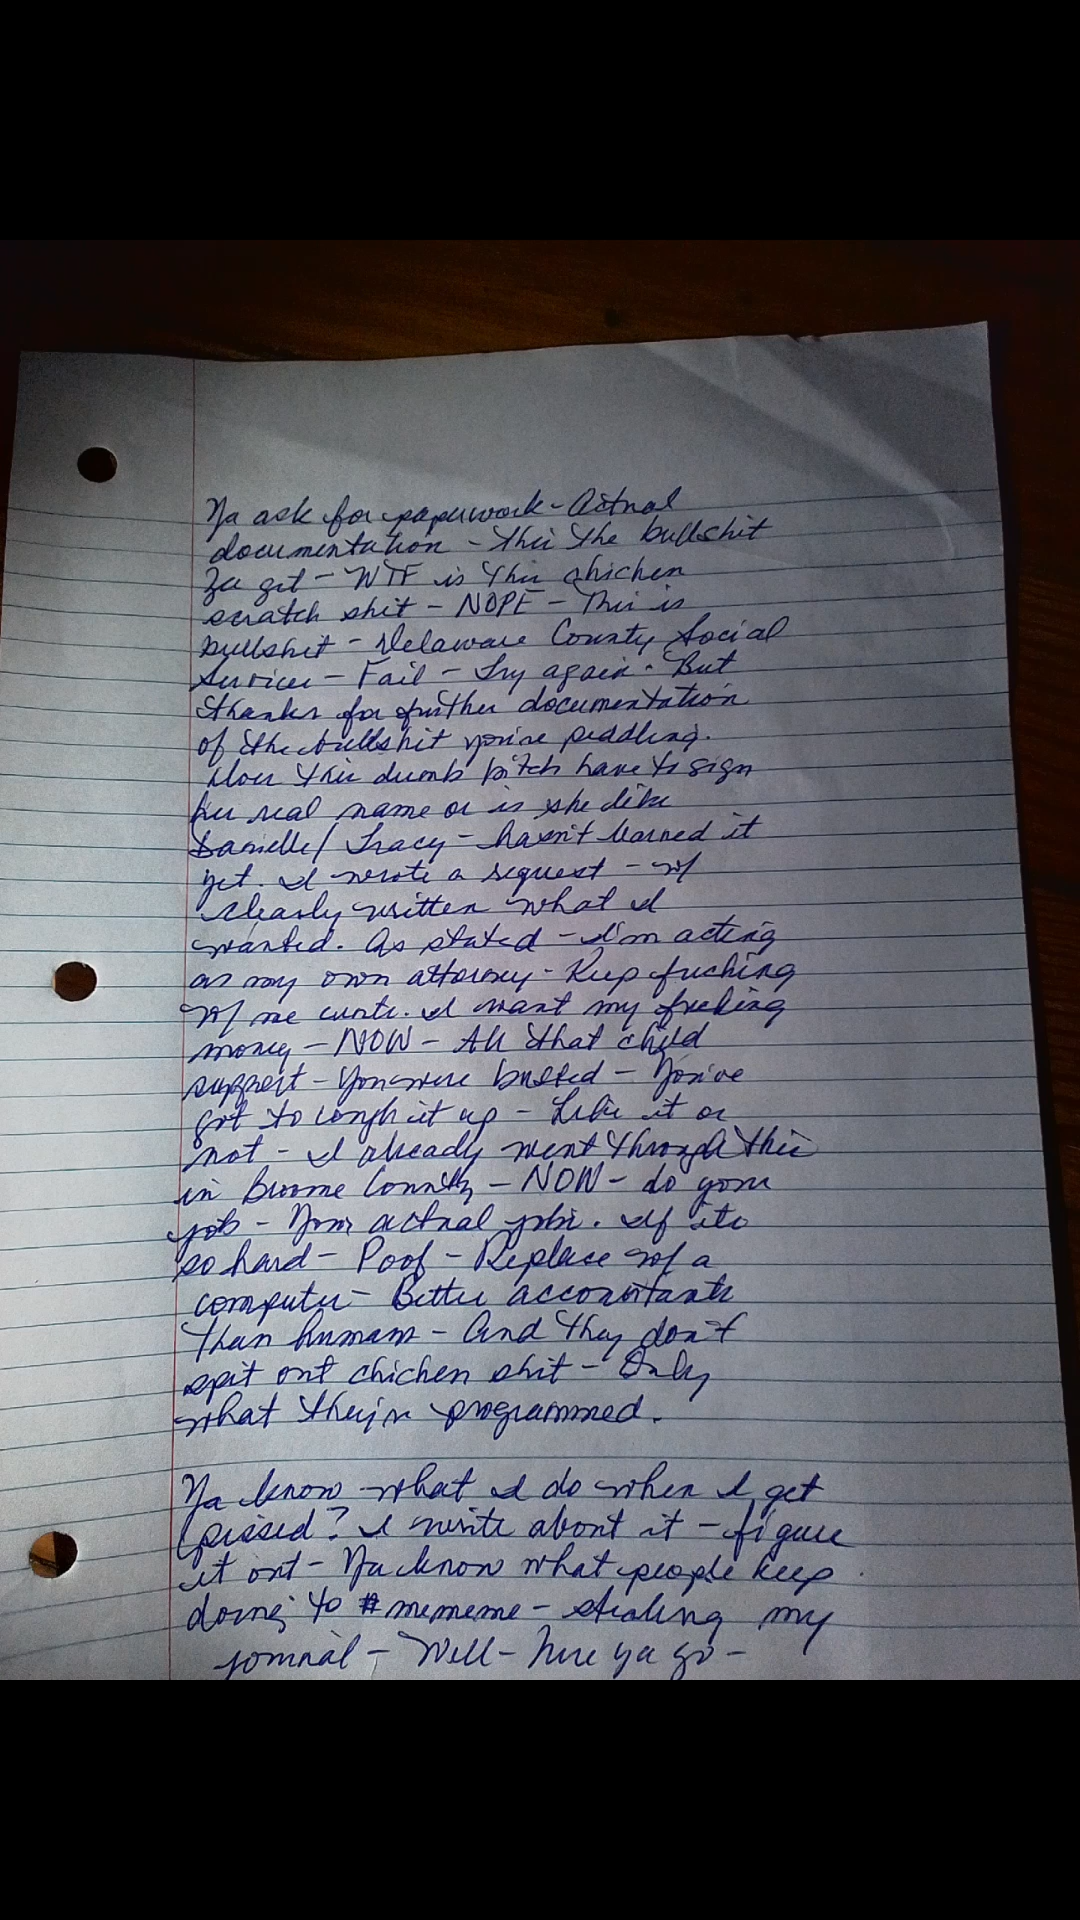 Ya ask for paperwork - Actual
documentation - this the bullshit
Ya get - WTF is this chicken
scratch shit - NOPE - This is
bullshit - Delaware County Social
Services - Fail - Try again. But
thanks for further documentation
of the bullshit you're peddling.
Does this dumb bitch have to sign
her real name or is she like
Danielle/Tracy - hasn't learned it
yet. I wrote a request - w/
clearly written what I
wanted. As stated - I'm acting
as my own attorney - Keep fucking
w/ me cunts. I want my fucking
money - NOW - All that child
support - You were busted - You've
got to cough it up - Like it or
not - I already went through this
in Broome County - NOW - do your
job - Your actual jobs. If its
so hard - Poof - Replace w/ a
computer - Better accountants
than humans - And they don't
spit out chicken shit - Only
what they're programmed.
Ya know what I do when I get
pissed? I write about it - figure
it out - Ya know what people keep
doing to #mememe - stealing my
journal - Well - here ya go -